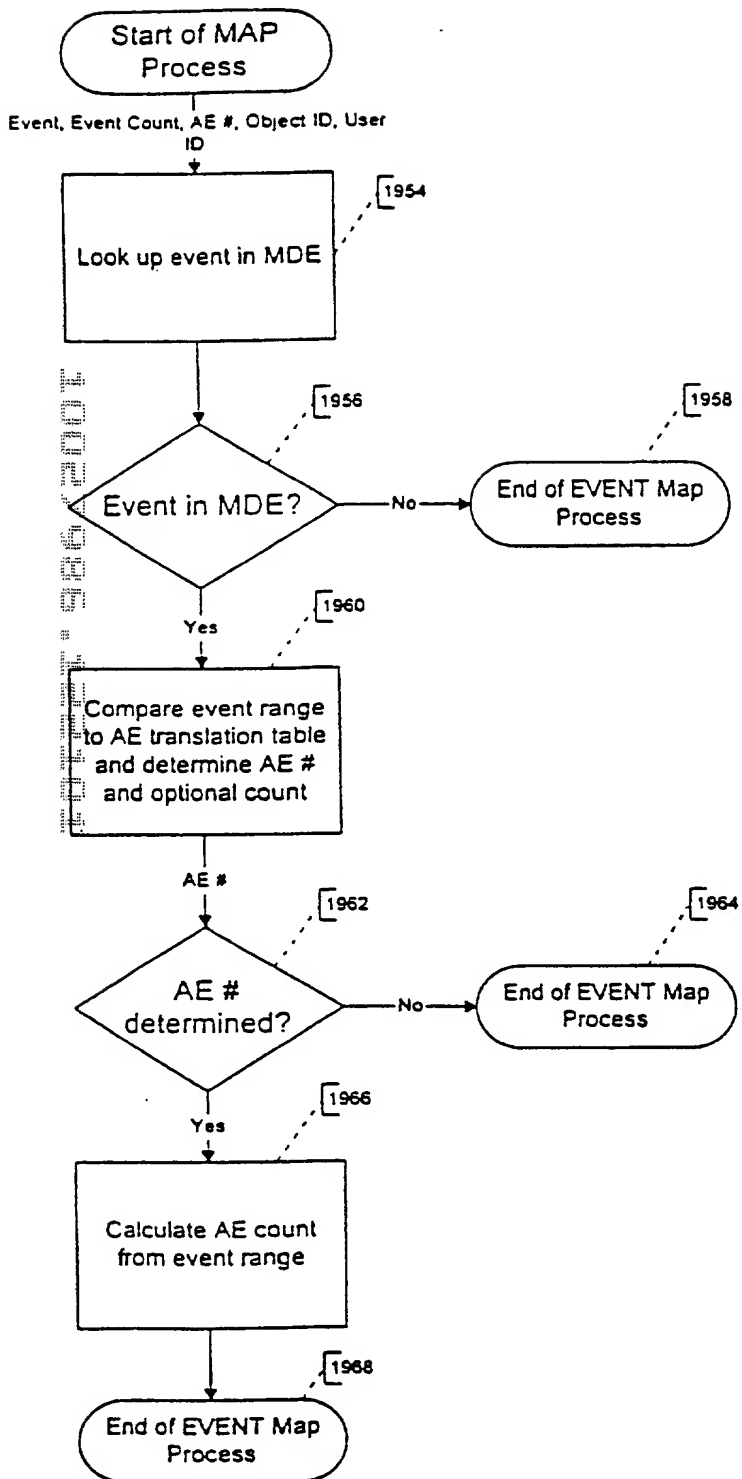 Start of MAP
Process
Event, Event Count, AE #, Object ID, User
ID
1954
Look up event in MDE
1956
1958
Event in MDE?
No
End of EVENT Map
Process
Yes
1960
Compare event range
to AE translation table
and determine AE #
and optional count
AE #
1962
1964
AE #
determined?
No
End of EVENT Map
Process
Yes
1966
Calculate AE count
from event range
1968
End of EVENT Map
Process